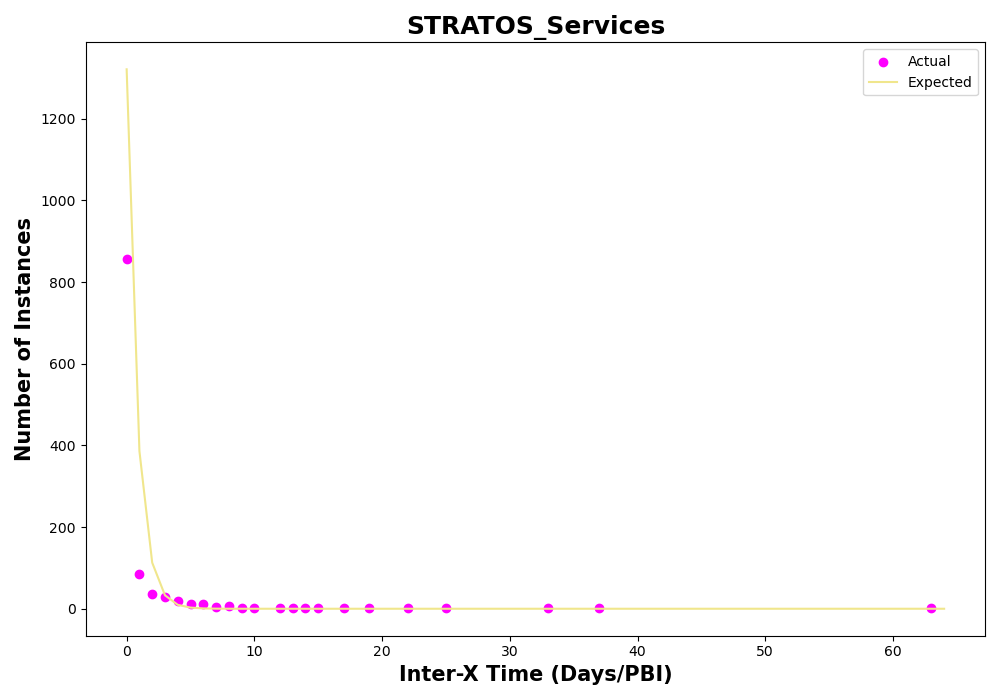 STRATOS_Services
Actual
Expected
Number of Instances
1200
1000
800
600
400
200
0
0 10 20 30 40 50 60
Inter-X Time (Days/PBI)